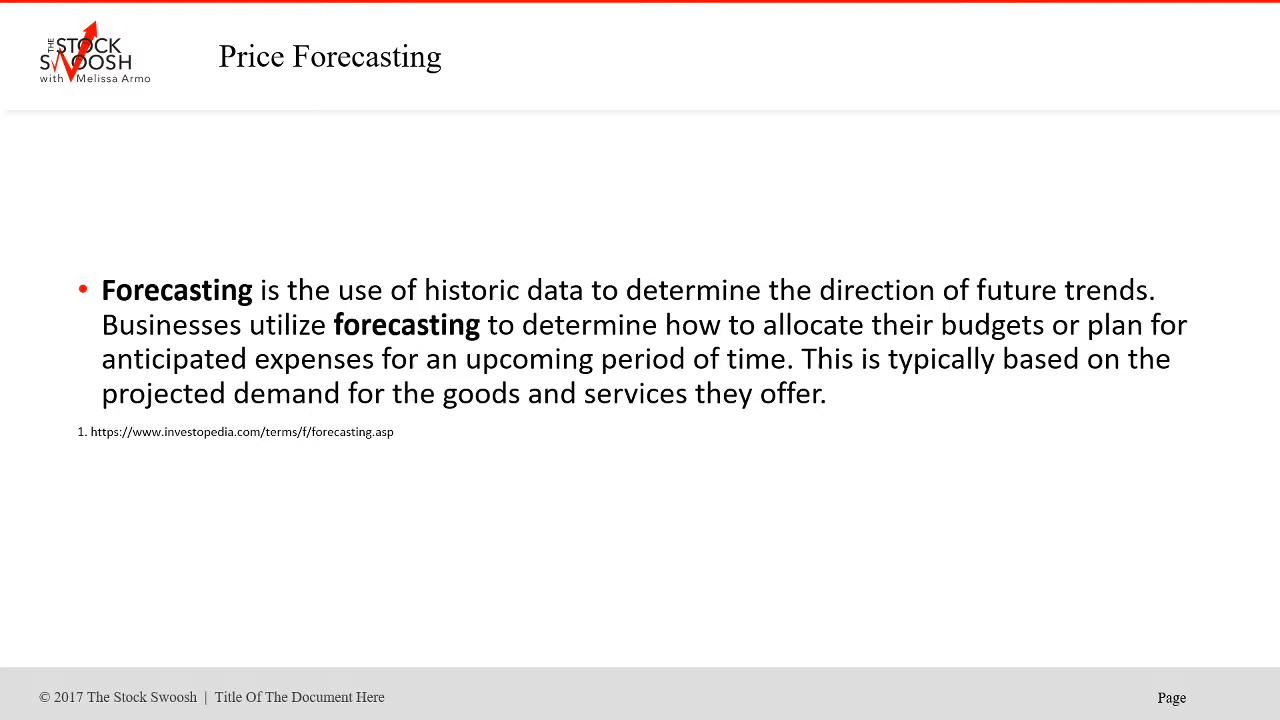 THE STOCK
SWOOSH
with Melissa Armo
Price Forecasting
• Forecasting is the use of historic data to determine the direction of future trends.
Businesses utilize forecasting to determine how to allocate their budgets or plan for
anticipated expenses for an upcoming period of time. This is typically based on the
projected demand for the goods and services they offer.
1. https://www.investopedia.com/terms/f/forecasting.asp
© 2017 The Stock Swoosh | Title Of The Document Here
Page